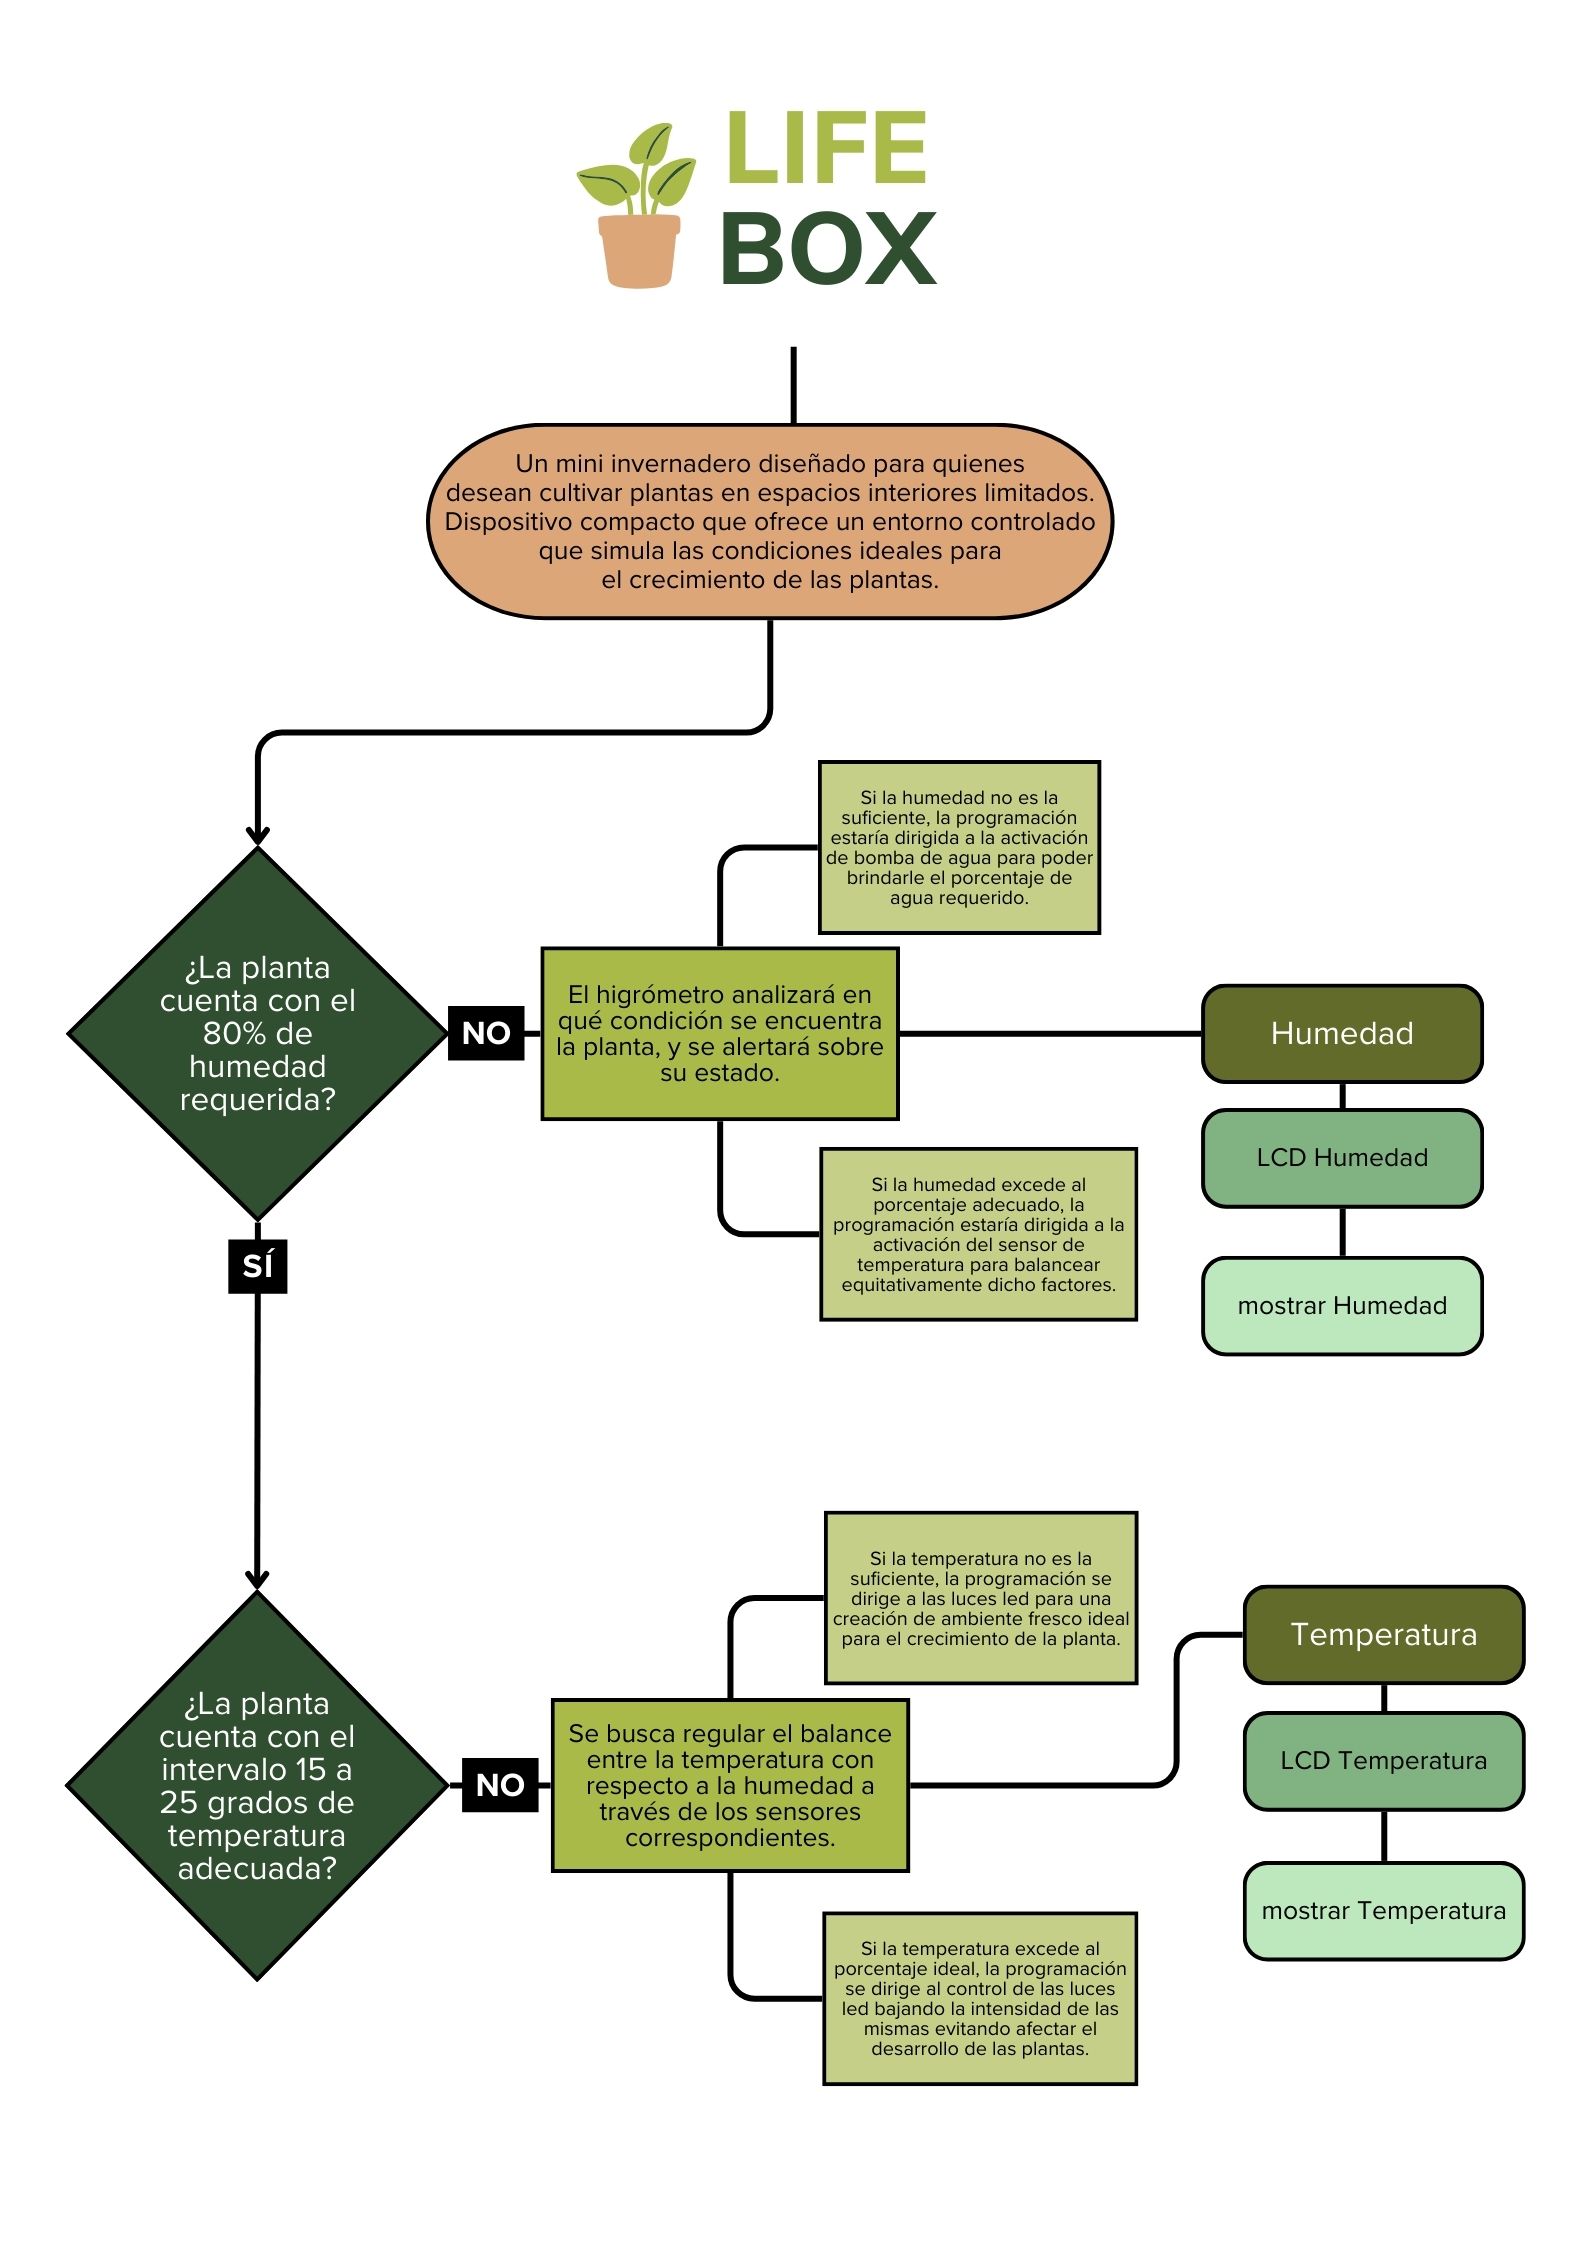 LIFE
BOX
Un mini invernadero diseñado para quienes
desean cultivar plantas en espacios interiores limitados.
Dispositivo compacto que ofrece un entorno controlado
que simula las condiciones ideales para
el crecimiento de las plantas.
Si la humedad no es la
suficiente, la programación
estaría dirigida a la activación
de bomba de agua para poder
brindarle el porcentaje de
agua requerido.
¿La planta
cuenta con el
80% de
humedad
requerida?
NO
El higrómetro analizará en
qué condición se encuentra
la planta, y se alertará sobre
su estado.
Humedad
LCD Humedad
mostrar Humedad
Si la humedad excede al
porcentaje adecuado, la
programación estaría dirigida a la
activación del sensor de
temperatura para balancear
equitativamente dicho factores.
SÍ
Si la temperatura no es la
suficiente, la programación se
dirige a las luces led para una
creación de ambiente fresco ideal
para el crecimiento de la planta.
¿La planta
cuenta con el
intervalo 15 a
25 grados de
temperatura
adecuada?
NO
Se busca regular el balance
entre la temperatura con
respecto a la humedad a
través de los sensores
correspondientes.
Temperatura
LCD Temperatura
mostrar Temperatura
Si la temperatura excede al
porcentaje ideal, la programación
se dirige al control de las luces
led bajando la intensidad de las
mismas evitando afectar el
desarrollo de las plantas.